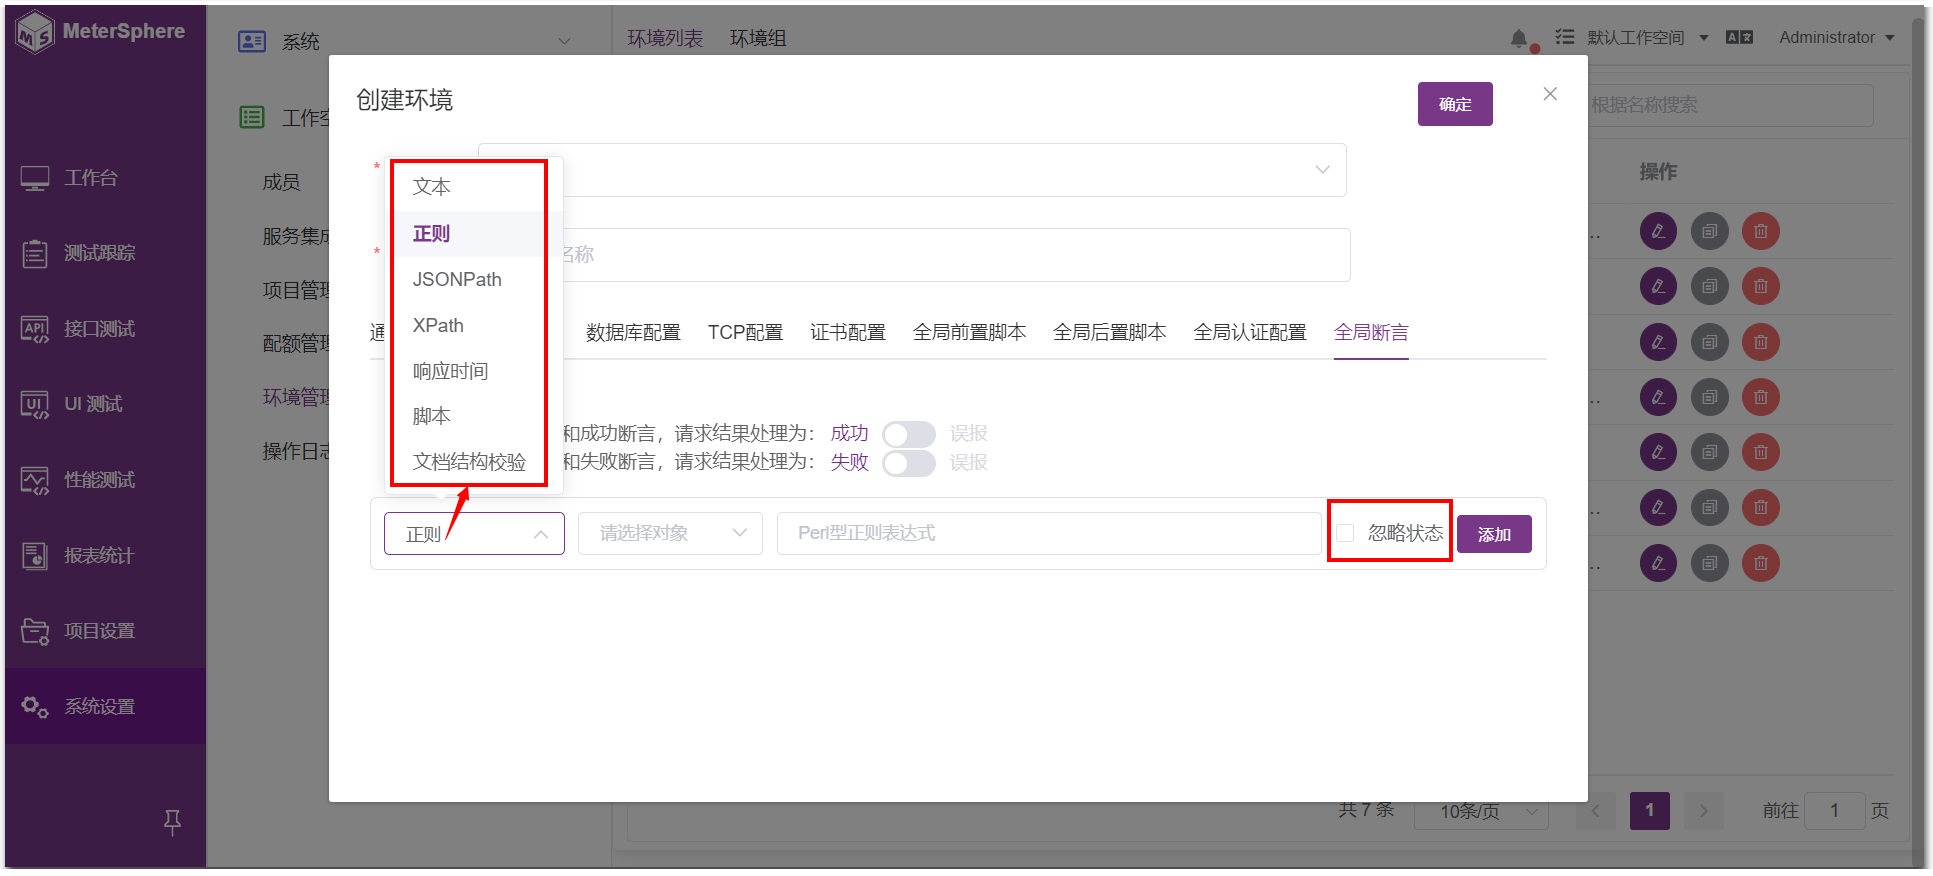 MeterSphere
工作台
测试跟踪
接口测试
UI 测试
性能测试
报表统计
项目设置
系统设置
系统
工作空
成员
服务集成
项目管理
配额管理
环境管理
操作日志
环境列表 环境组
默认工作空间 Administrator
根据名称搜索
操作
创建环境
确定
名称
文本
正则
JSONPath
XPath
响应时间
脚本
文档结构校验
通 数据库配置 TCP配置 证书配置 全局前置脚本 全局后置脚本 全局认证配置 全局断言
和成功断言，请求结果处理为： 成功 误报
和失败断言，请求结果处理为： 失败 误报
正则 请选择对象 Perl型正则表达式 忽略状态 添加
共 7 条 10条/页 1 前往 1 页